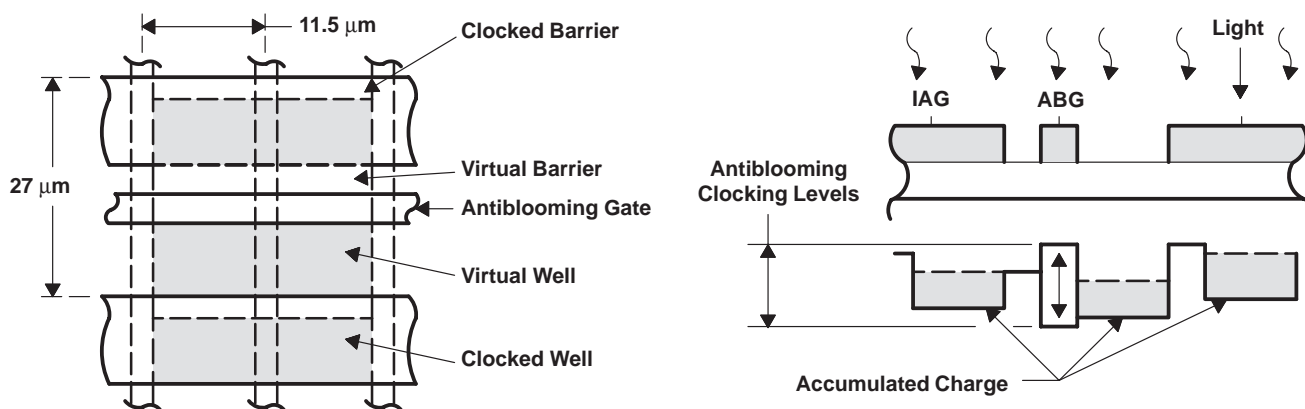 11.5 μm
Clocked Barrier
27 μm
Virtual Barrier
Antiblooming Gate
Virtual Well
Clocked Well
Light
IAG
ABG
Antiblooming
Clocking Levels
Accumulated Charge